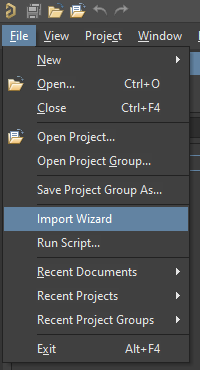 File View Project Window
New
Open... Ctrl+O
Close Ctrl+F4
Open Project...
Open Project Group...
Save Project Group As...
Import Wizard
Run Script...
Recent Documents
Recent Projects
Recent Project Groups
Exit Alt+F4